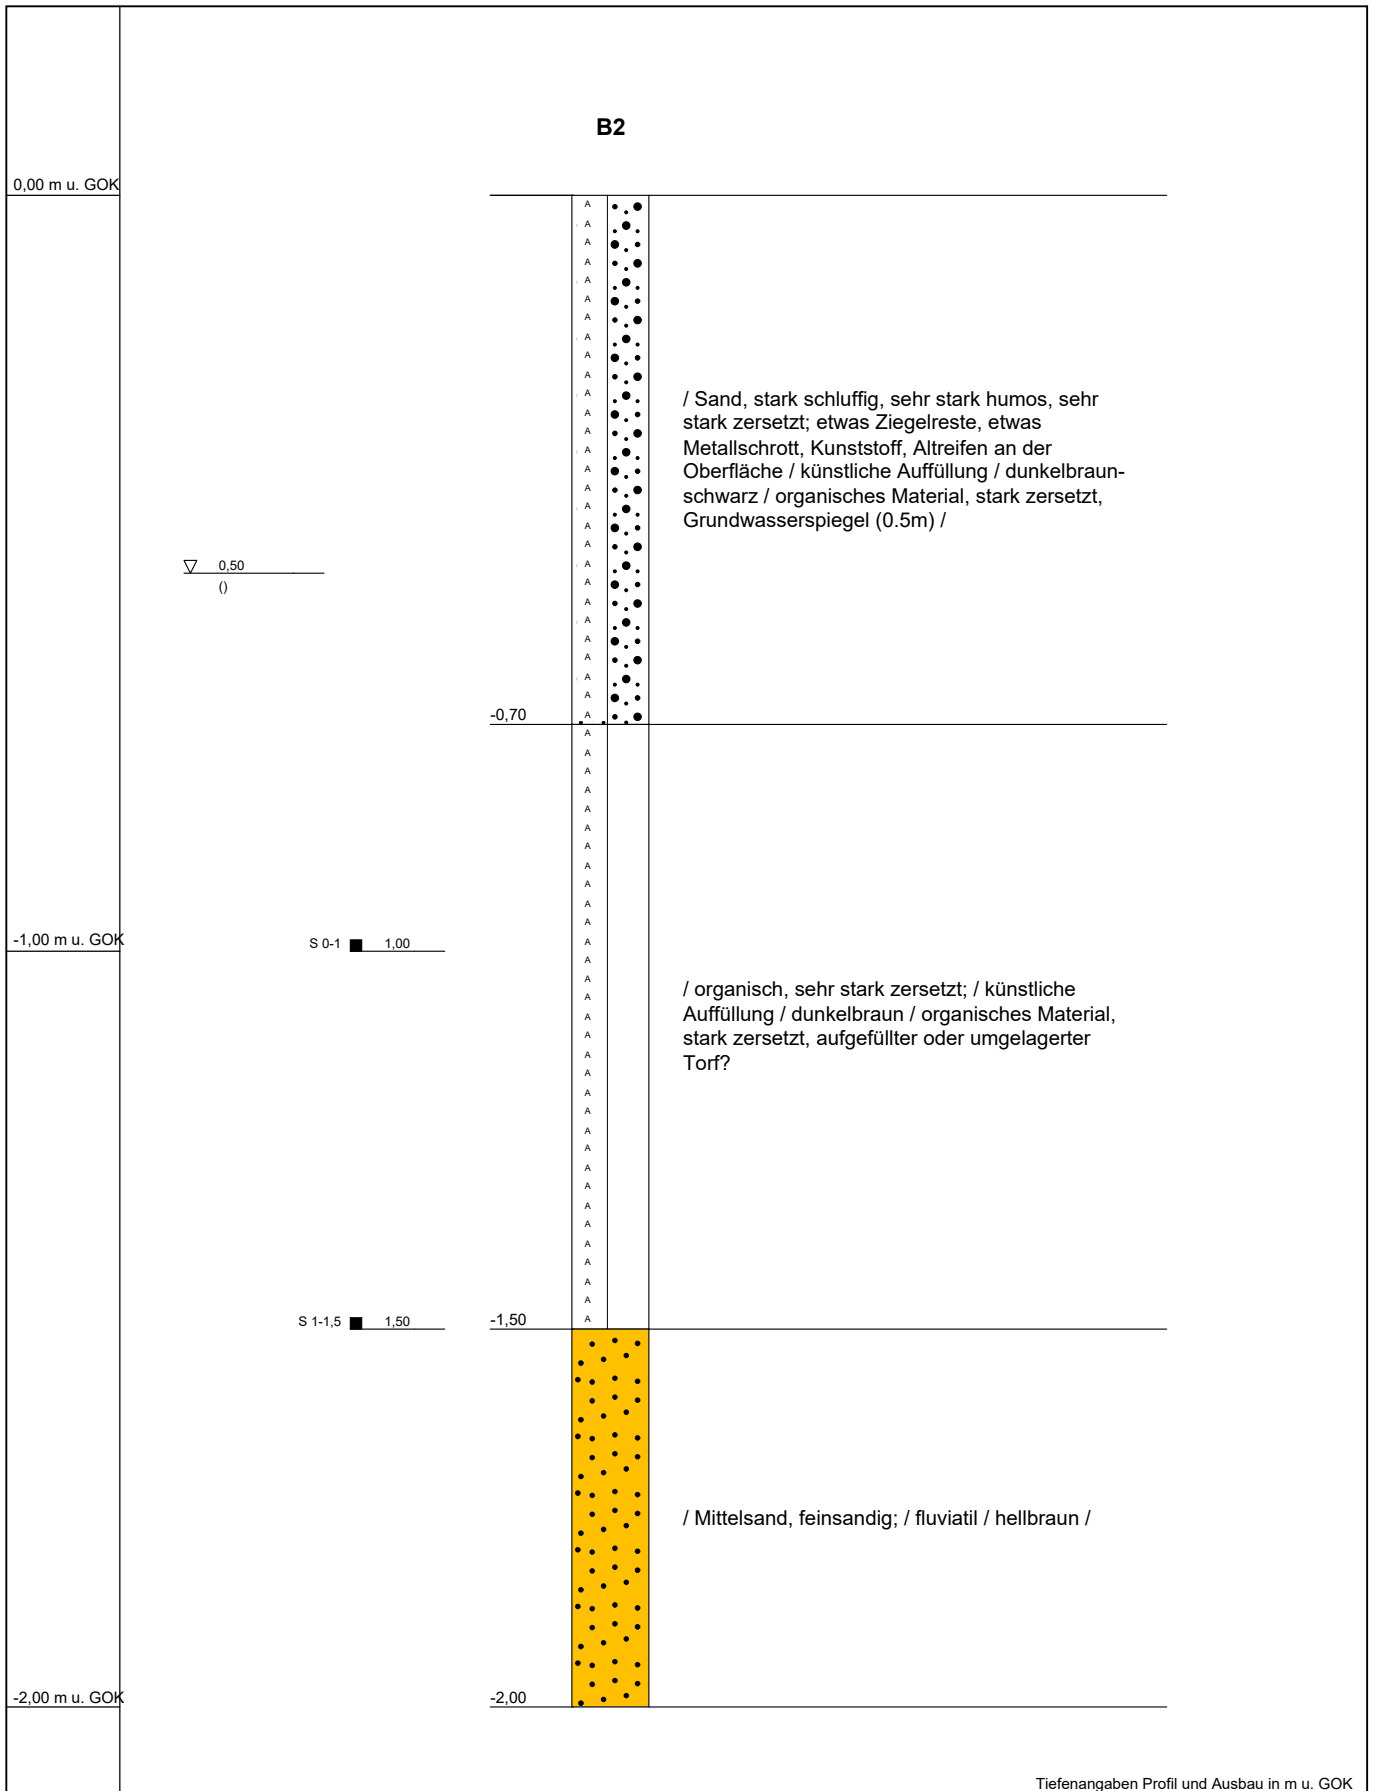 B2
0,00 m u. GOK
/ Sand, stark schluffig, sehr stark humos, sehr
stark zersetzt; etwas Ziegelreste, etwas
Metallschrott, Kunststoff, Altreifen an der
Oberfläche / künstliche Auffüllung / dunkelbraun-
schwarz / organisches Material, stark zersetzt,
Grundwasserspiegel (0.5m) /
0,50
()
-0,70
-1,00 m u. GOK
S 0-1 1,00
/ organisch, sehr stark zersetzt; / künstliche
Auffüllung / dunkelbraun / organisches Material,
stark zersetzt, aufgefüllter oder umgelagerter
Torf?
S 1-1,5 1,50
-1,50
/ Mittelsand, feinsandig; / fluviatil / hellbraun /
-2,00 m u. GOK
-2,00
Tiefenangaben Profil und Ausbau in m u. GOK